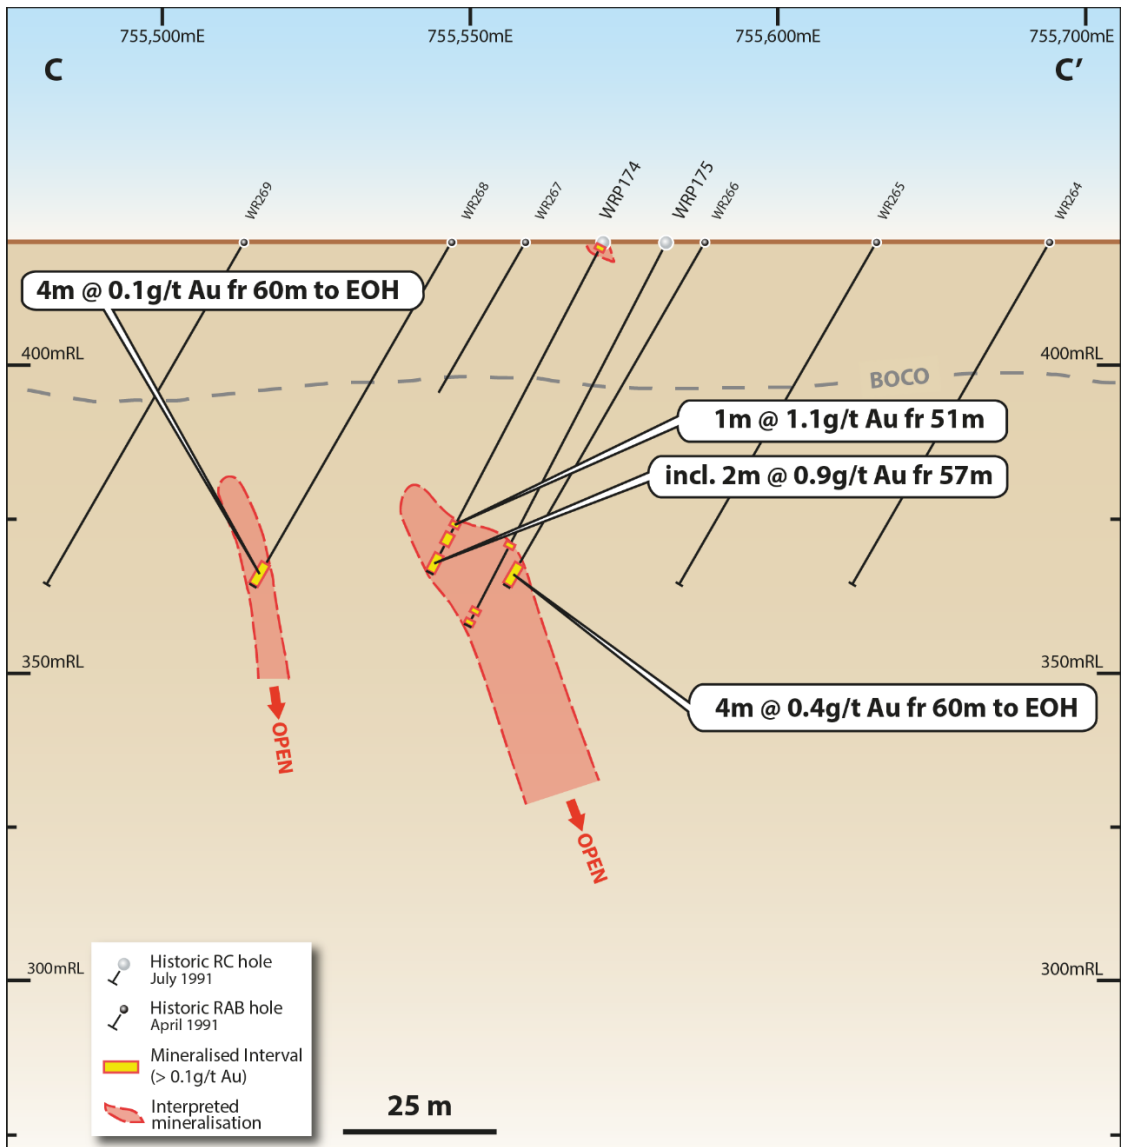 755,500mE
755,550mE
755,600mE
755,700mE
C
C’
WR269
WR268
WR267
WRP174
WRP175
WR266
WR265
WR264
4m @ 0.1g/t Au fr 60m to EOH
400mRL
400mRL
BOCO
1m @ 1.1g/t Au fr 51m
incl. 2m @ 0.9g/t Au fr 57m
350mRL
350mRL
4m @ 0.4g/t Au fr 60m to EOH
OPEN
OPEN
300mRL
300mRL
Historic RC hole
July 1991
Historic RAB hole
April 1991
Mineralised Interval
(> 0.1g/t Au)
Interpreted
mineralisation
25 m